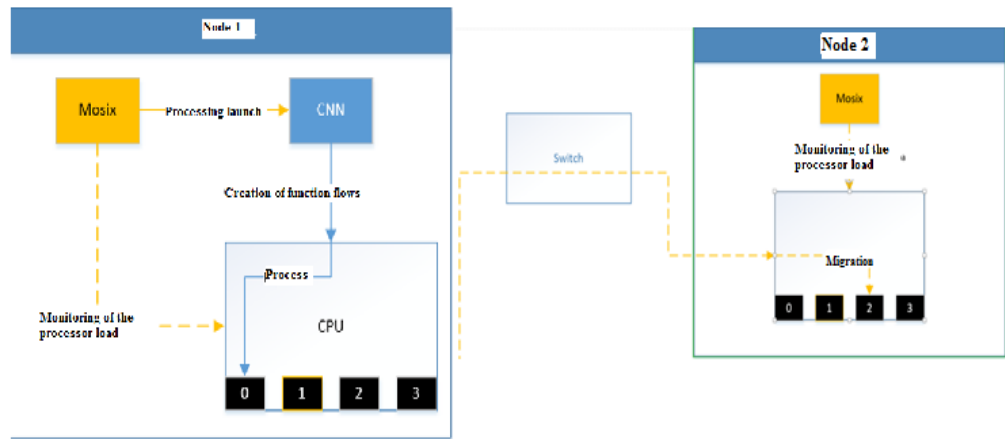 Node 1
Mosix
Processing launch
CNN
Creation of function flows
Process
Monitoring of the
processor load
CPU
0 1 2 3
Switch
Node 2
Mosix
Monitoring of the
processor load
Migration
0 1 2 3